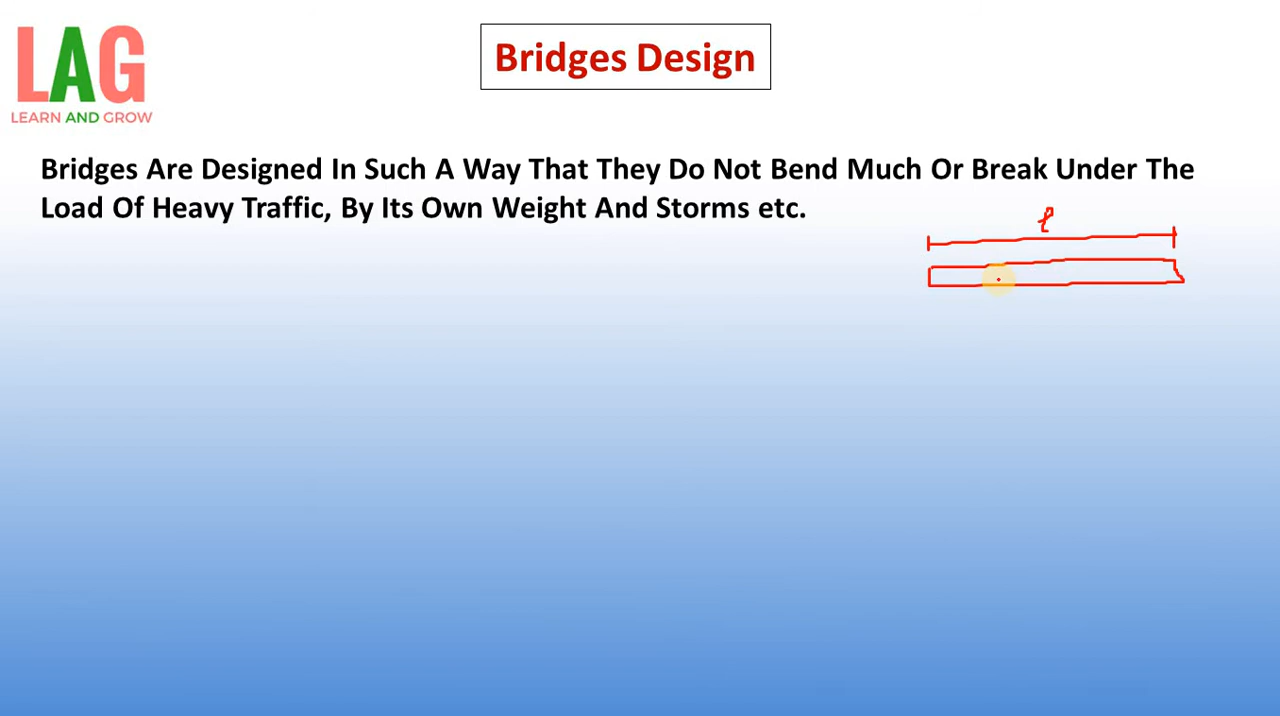 LAG
LEARN AND GROW
Bridges Design
Bridges Are Designed In Such A Way That They Do Not Bend Much Or Break Under The
Load Of Heavy Traffic, By Its Own Weight And Storms etc.
ℓ